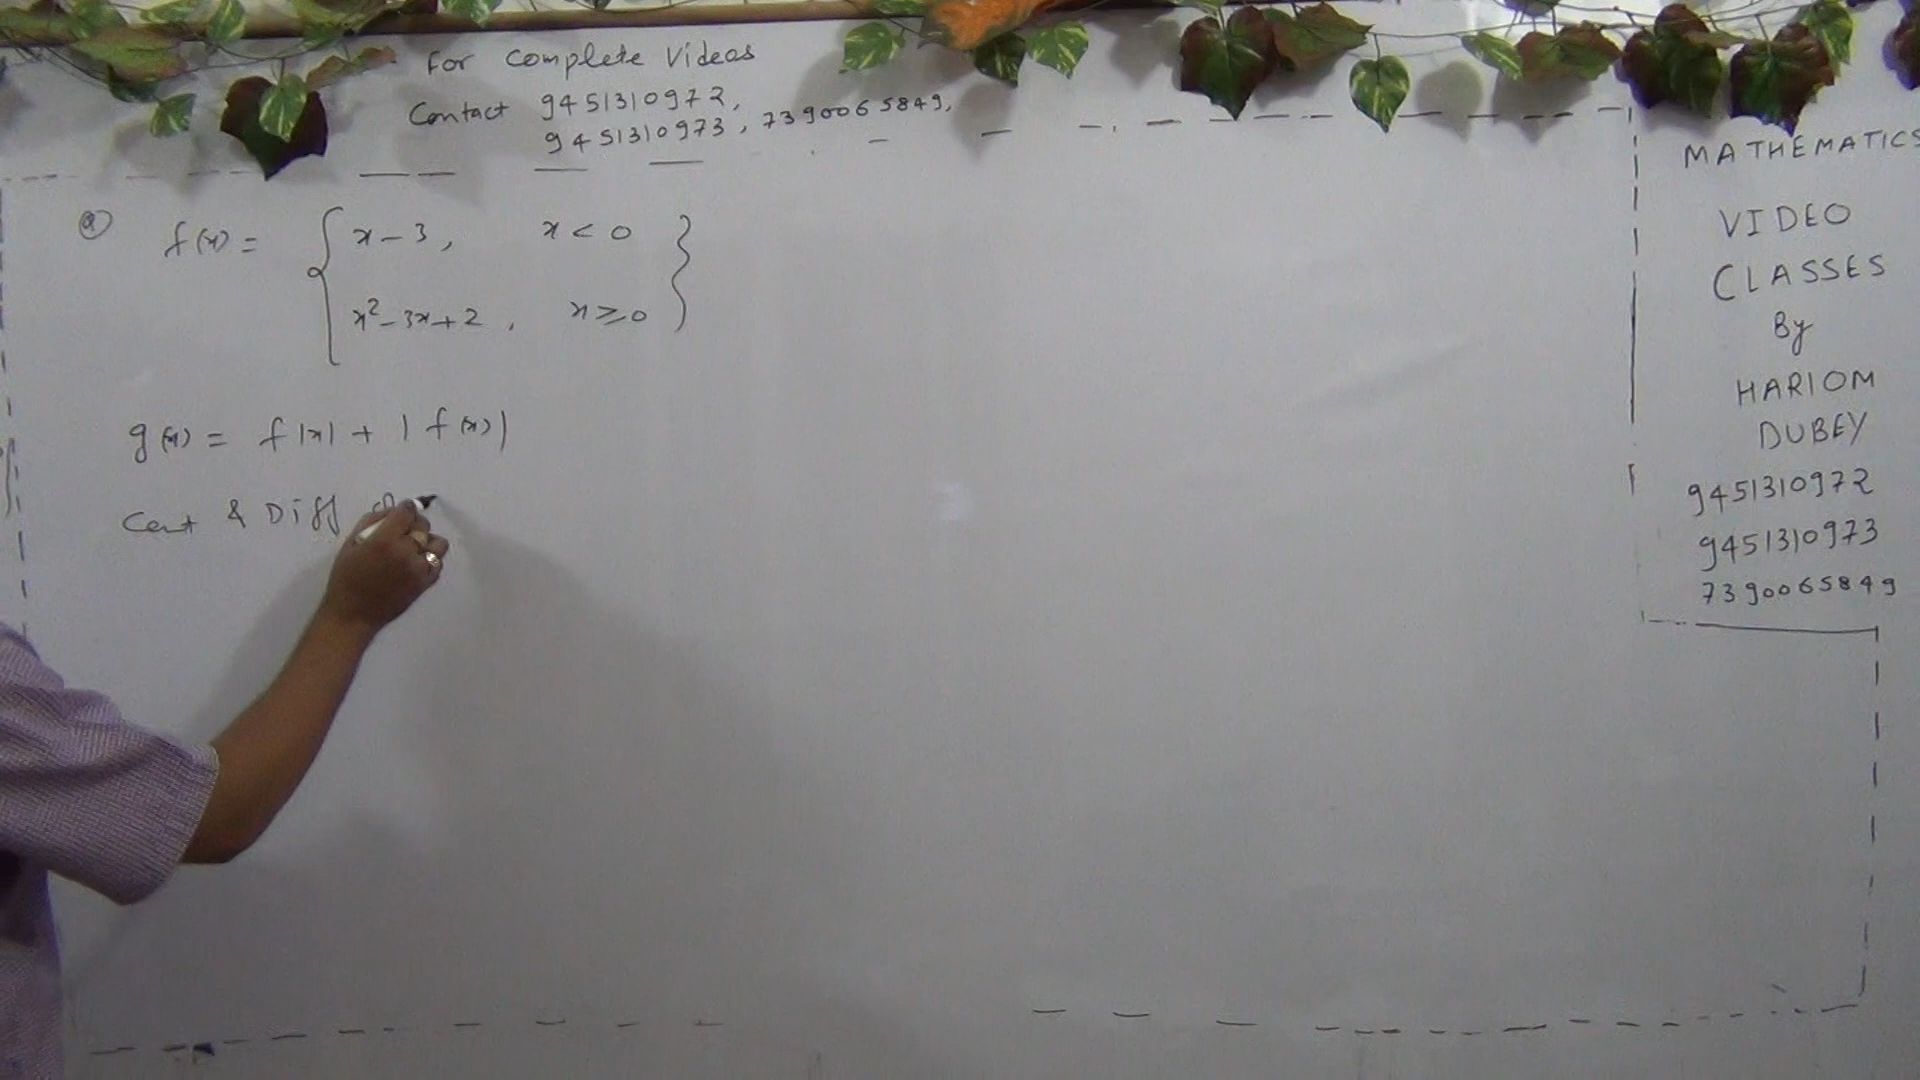 For Complete Videos
Contact 9451310972,
9451310973, 7390065849,
Q f(x) = { x-3, x < 0 }
x²-3x+2, x ≥ 0
g(x) = f|x| + |f(x)|
Cont & Diff
MATHEMATICS
VIDEO
CLASSES
By
HARIOM
DUBEY
9451310972
9451310973
7390065849